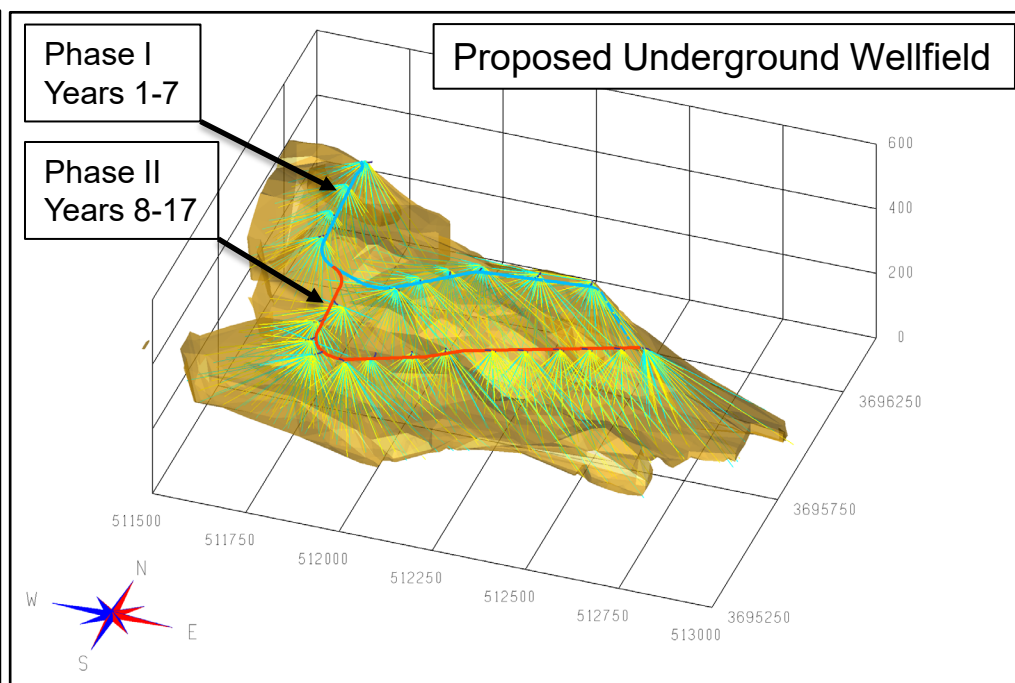 Phase I
Years 1-7
Proposed Underground Wellfield
Phase II
Years 8-17
600
400
200
0
3696250
3695750
3695250
511500
511750
512000
512250
512500
512750
513000
N
W
E
S